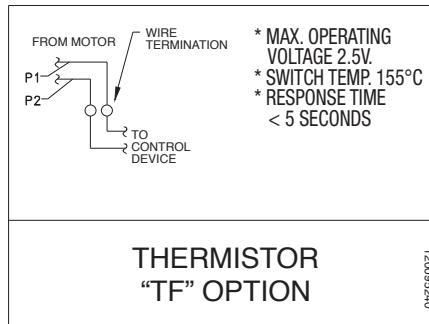 FROM MOTOR
WIRE
TERMINATION
P1
P2
TO
CONTROL
DEVICE
* MAX. OPERATING
VOLTAGE 2.5V.
* SWITCH TEMP. 155°C
* RESPONSE TIME
< 5 SECONDS
THERMISTOR
“TF” OPTION